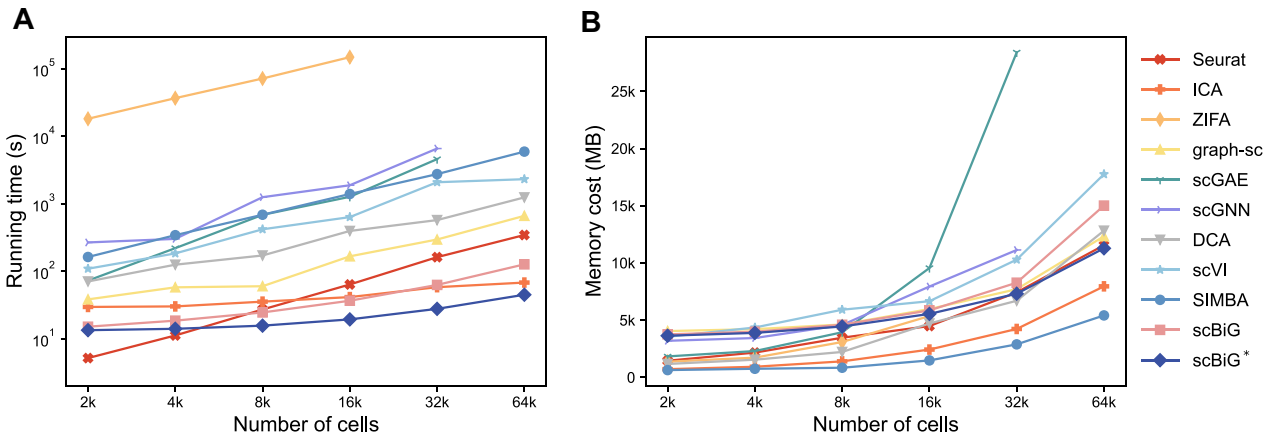 A
Running time (s)
10^5
10^4
10^3
10^2
10^1
2k 4k 8k 16k 32k 64k
Number of cells
B
Memory cost (MB)
25k
20k
15k
10k
5k
0
2k 4k 8k 16k 32k 64k
Number of cells
Seurat
ICA
ZIFA
graph-sc
scGAE
scGNN
DCA
scVI
SIMBA
scBiG
scBiG*